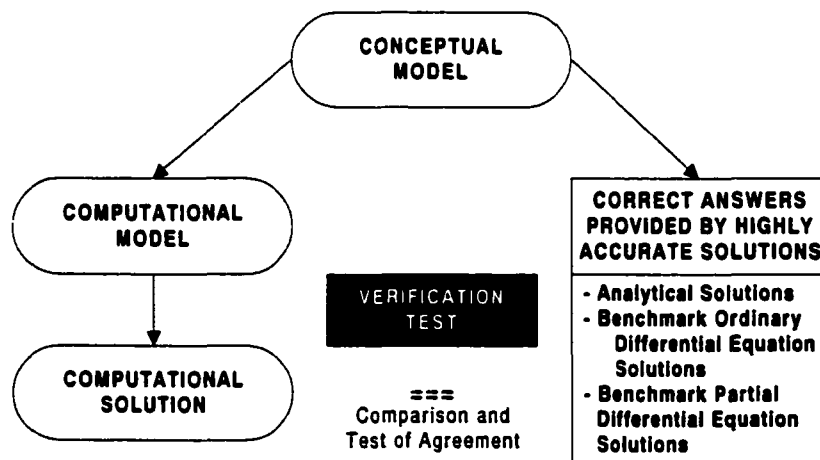 CONCEPTUAL
MODEL
COMPUTATIONAL
MODEL
COMPUTATIONAL
SOLUTION
VERIFICATION
TEST
===
Comparison and
Test of Agreement
CORRECT ANSWERS
PROVIDED BY HIGHLY
ACCURATE SOLUTIONS
- Analytical Solutions
- Benchmark Ordinary
Differential Equation
Solutions
- Benchmark Partial
Differential Equation
Solutions